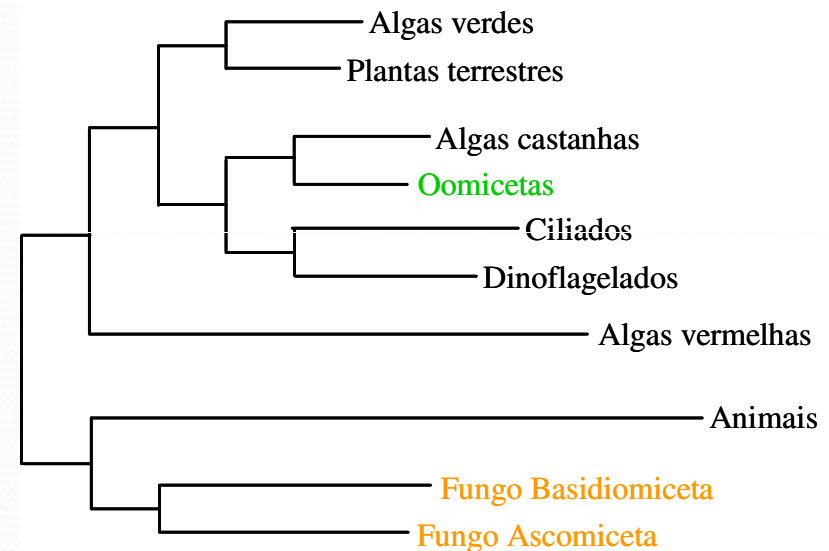 Algas verdes
Plantas terrestres
Algas castanhas
Oomicetas
Ciliados
Dinoflagelados
Algas vermelhas
Animais
Fungo Basidiomiceta
Fungo Ascomiceta